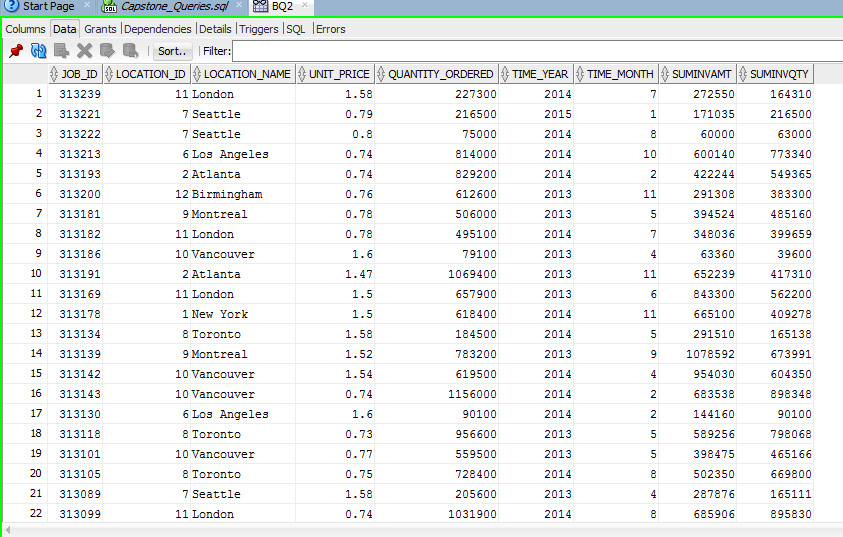 Start Page Capstone_Queries.sql BQ2
Columns Data Grants Dependencies Details Triggers SQL Errors
Sort.. Filter:
JOB_ID LOCATION_ID LOCATION_NAME UNIT_PRICE QUANTITY_ORDERED TIME_YEAR TIME_MONTH SUMINVAMT SUMINVQTY
1 313239 11 London 1.58 227300 2014 7 272550 164310
2 313221 7 Seattle 0.79 216500 2015 1 171035 216500
3 313222 7 Seattle 0.8 75000 2014 8 60000 63000
4 313213 6 Los Angeles 0.74 814000 2014 10 600140 773340
5 313193 2 Atlanta 0.74 829200 2014 2 422244 549365
6 313200 12 Birmingham 0.76 612600 2013 11 291308 383300
7 313181 9 Montreal 0.78 506000 2013 5 394524 485160
8 313182 11 London 0.78 495100 2014 7 348036 399659
9 313186 10 Vancouver 1.6 79100 2013 4 63360 39600
10 313191 2 Atlanta 1.47 1069400 2013 11 652239 417310
11 313169 11 London 1.5 657900 2013 6 843300 562200
12 313178 1 New York 1.5 618400 2014 11 665100 409278
13 313134 8 Toronto 1.58 184500 2014 5 291510 165138
14 313139 9 Montreal 1.52 783200 2013 9 1078592 673991
15 313142 10 Vancouver 1.54 619500 2014 4 954030 604350
16 313143 10 Vancouver 0.74 1156000 2014 2 683538 898348
17 313130 6 Los Angeles 1.6 90100 2014 2 144160 90100
18 313118 8 Toronto 0.73 956600 2013 5 589256 798068
19 313101 10 Vancouver 0.77 559500 2013 5 398475 465166
20 313105 8 Toronto 0.75 728400 2014 8 502350 669800
21 313089 7 Seattle 1.58 205600 2013 4 287876 165111
22 313099 11 London 0.74 1031900 2014 8 685906 895830